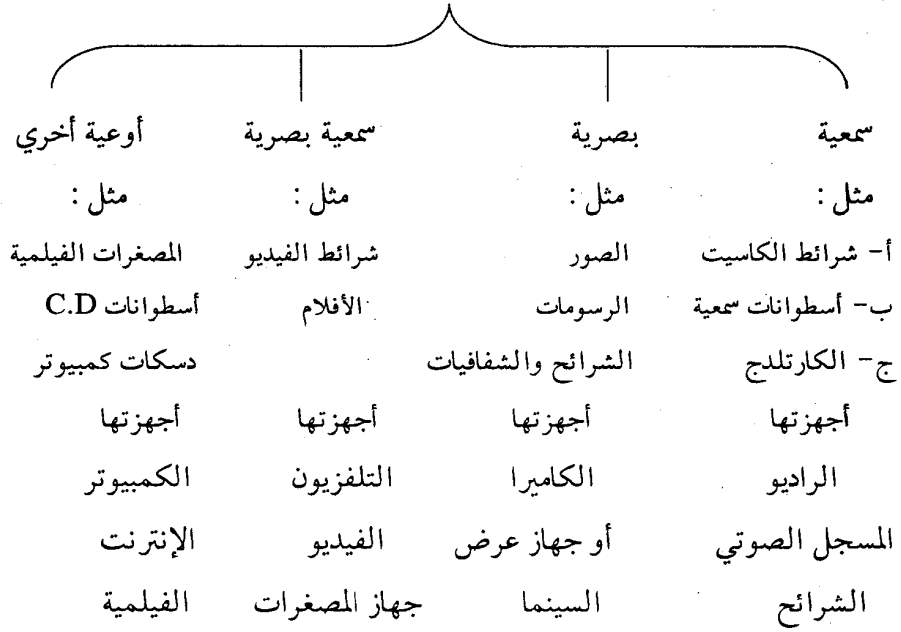 سمعية بصرية سمعية بصرية أوعية أخري
مثل : مثل : مثل : مثل :
أ- شرائط الكاسيت الصور شرائط الفيديو المصغرات الفيلمية
ب- أسطوانات سمعية الرسومات الأفلام أسطوانات C.D
ج- الكارتلدج الشرائح والشفافيات دسكات كمبيوتر
أجهزتها أجهزتها أجهزتها أجهزتها
الراديو الكاميرا التلفزيون الكمبيوتر
المسجل الصوتي أو جهاز عرض الفيديو الإنترنت
الشرائح السينما جهاز المصغرات الفيلمية